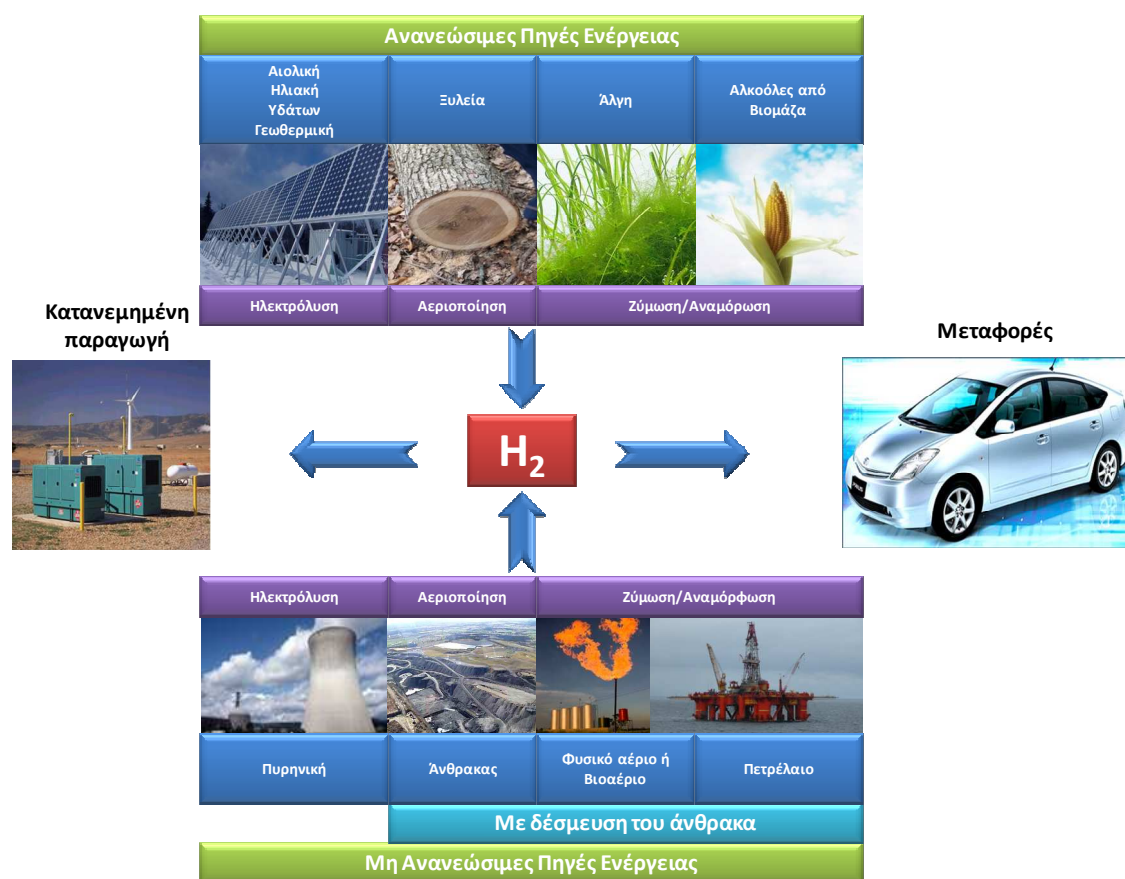 Ανανεώσιμες Πηγές Ενέργειας
Αιολική
Ηλιακή
Υδάτων
Γεωθερμική
Ξυλεία
Άλγη
Αλκοόλες από
Βιομάζα
Ηλεκτρόλυση
Αεριοποίηση
Ζύμωση/Αναμόρωση
Κατανεμημένη
παραγωγή
Μεταφορές
H₂
PRIUS
Ηλεκτρόλυση
Αεριοποίηση
Ζύμωση/Αναμόρφωση
Πυρηνική
Άνθρακας
Φυσικό αέριο ή
Βιοαέριο
Πετρέλαιο
Με δέσμευση του άνθρακα
Μη Ανανεώσιμες Πηγές Ενέργειας